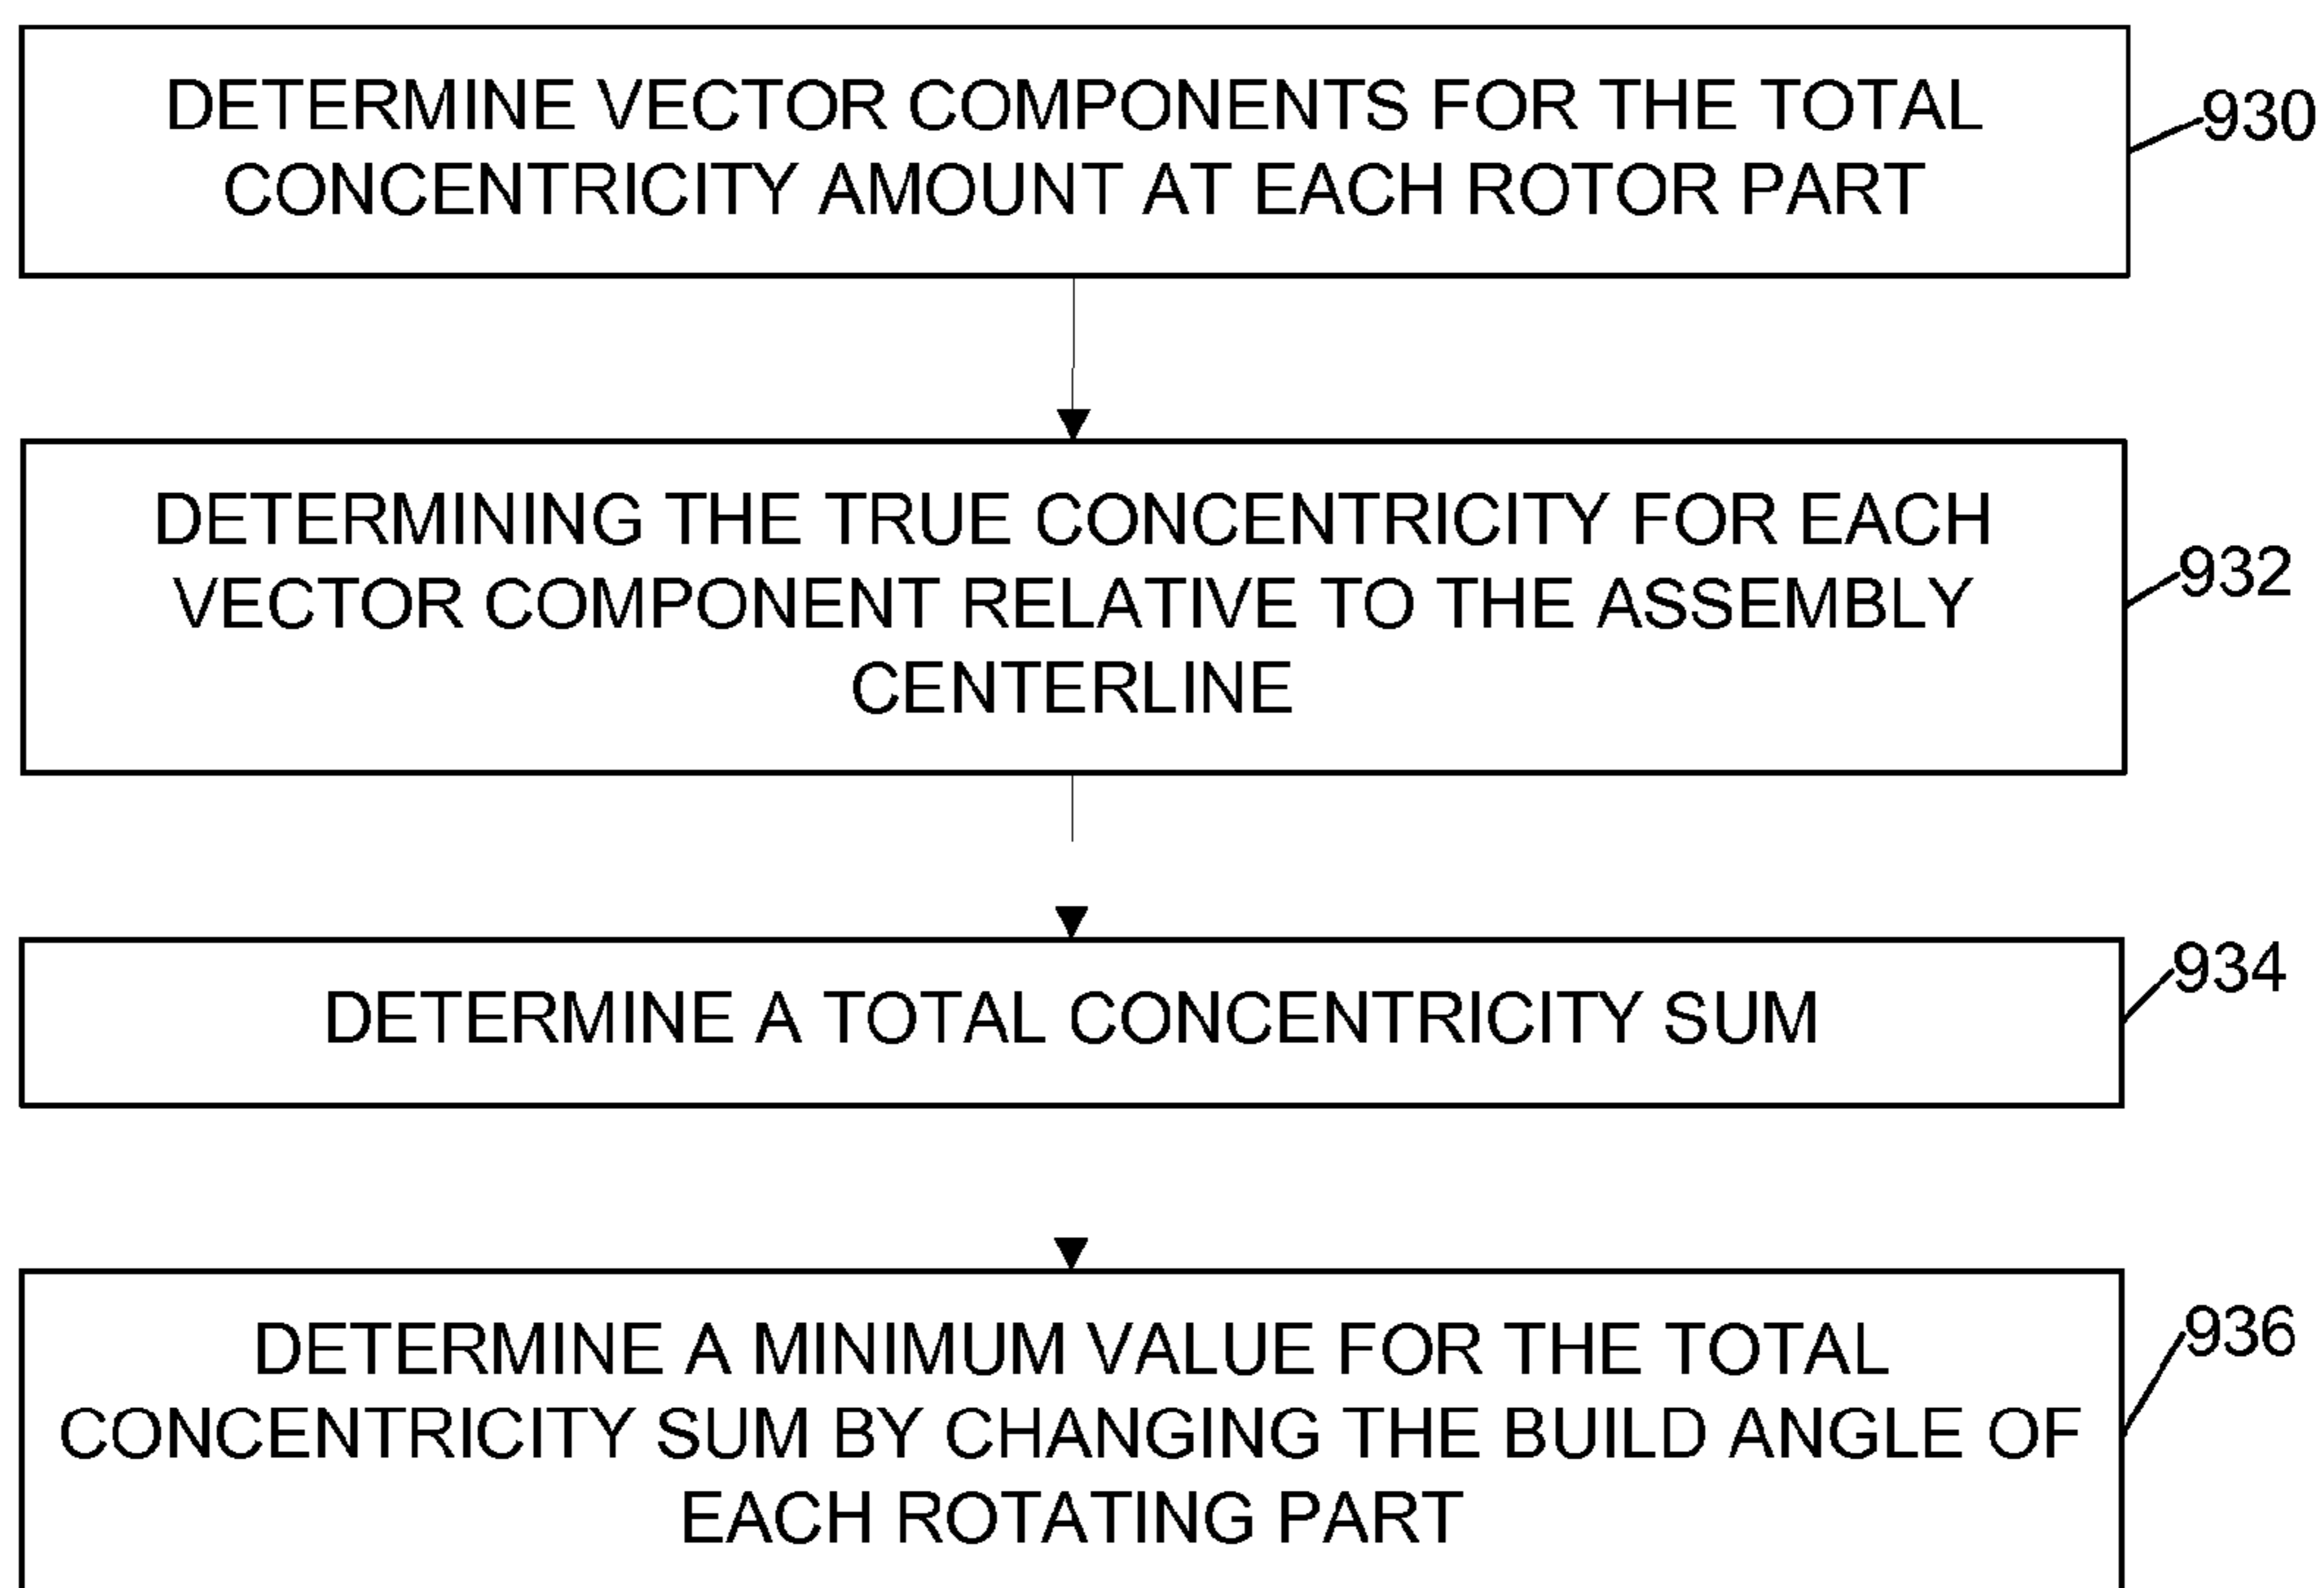 DETERMINE VECTOR COMPONENTS FOR THE TOTAL
CONCENTRICITY AMOUNT AT EACH ROTOR PART
930
DETERMINING THE TRUE CONCENTRICITY FOR EACH
VECTOR COMPONENT RELATIVE TO THE ASSEMBLY
CENTERLINE
932
DETERMINE A TOTAL CONCENTRICITY SUM
934
DETERMINE A MINIMUM VALUE FOR THE TOTAL
CONCENTRICITY SUM BY CHANGING THE BUILD ANGLE OF
EACH ROTATING PART
936